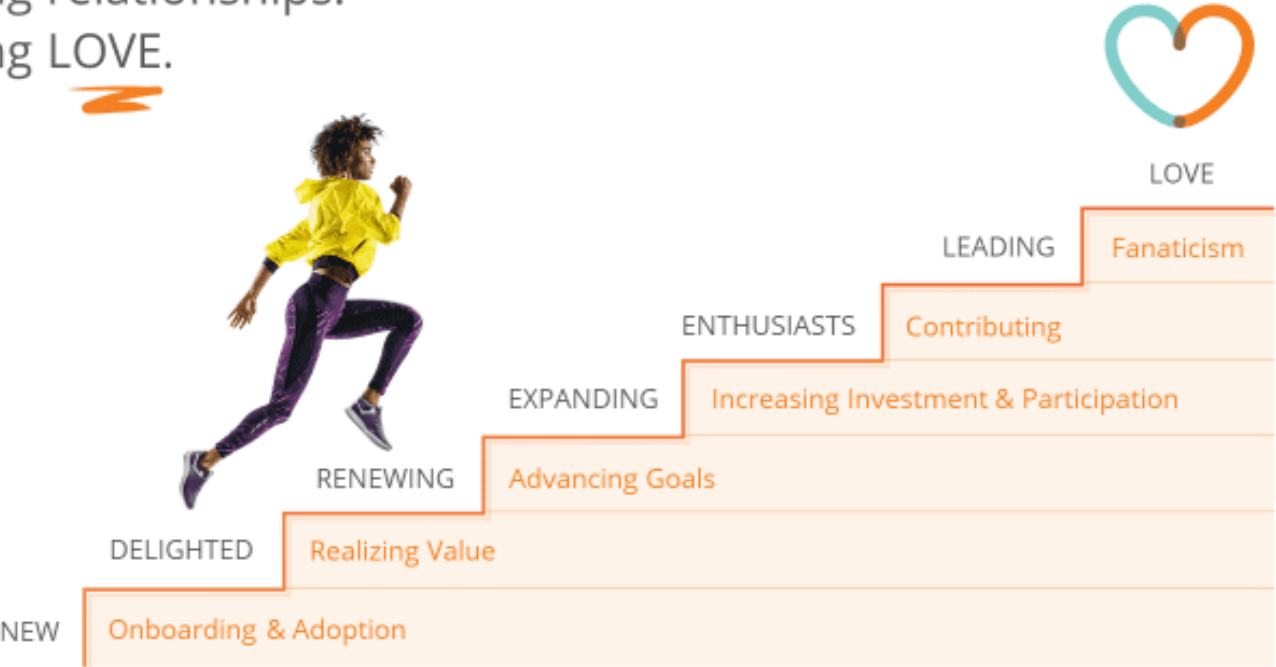 relationships.
LOVE.
LOVE
LEADING
Fanaticism
ENTHUSIASTS
Contributing
EXPANDING
Increasing Investment & Participation
RENEWING
Advancing Goals
DELIGHTED
Realizing Value
NEW
Onboarding & Adoption